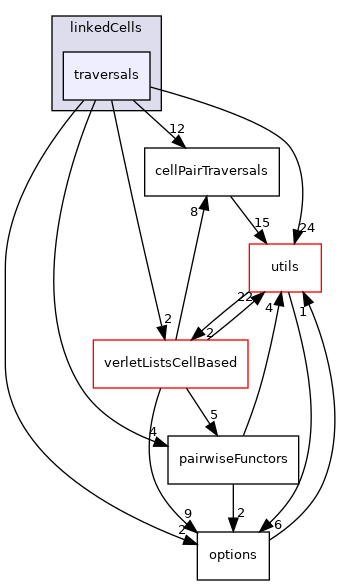 linkedCells
traversals
12
cellPairTraversals
8
15
24
utils
22
4
1
2
2
verletListsCellBased
5
4
pairwiseFunctors
9
2
6
2
options